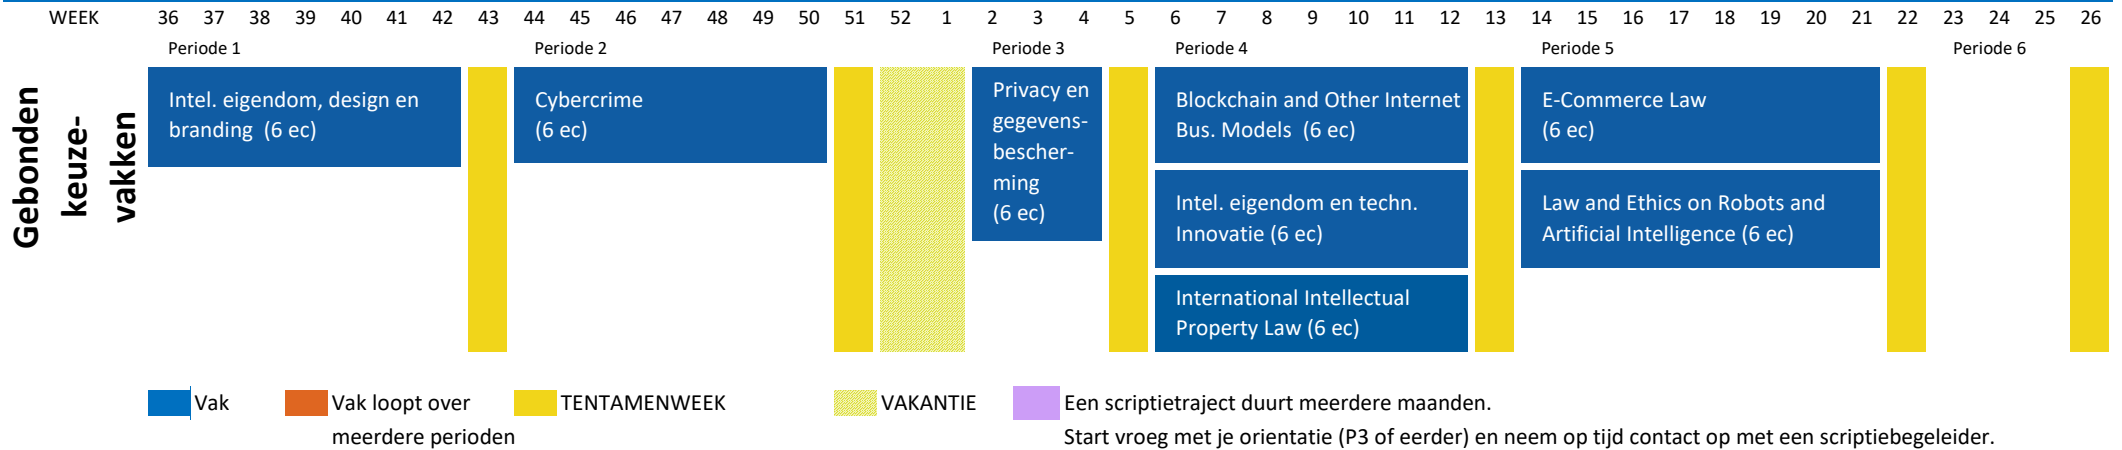 WEEK 36 37 38 39 40 41 42 43 44 45 46 47 48 49 50 51 52 1 2 3 4 5 6 7 8 9 10 11 12 13 14 15 16 17 18 19 20 21 22 23 24 25 26
Periode 1 Periode 2 Periode 3 Periode 4 Periode 5 Periode 6
Gebonden
keuze-
vakken
Intel. eigendom, design en
branding (6 ec)
Cybercrime
(6 ec)
Privacy en
gegevens-
bescher-
ming
(6 ec)
Blockchain and Other Internet
Bus. Models (6 ec)
Intel. eigendom en techn.
Innovatie (6 ec)
International Intellectual
Property Law (6 ec)
E-Commerce Law
(6 ec)
Law and Ethics on Robots and
Artificial Intelligence (6 ec)
Vak
Vak loopt over
meerdere perioden
TENTAMENWEEK
VAKANTIE
Een scriptietraject duurt meerdere maanden.
Start vroeg met je orientatie (P3 of eerder) en neem op tijd contact op met een scriptiebegeleider.